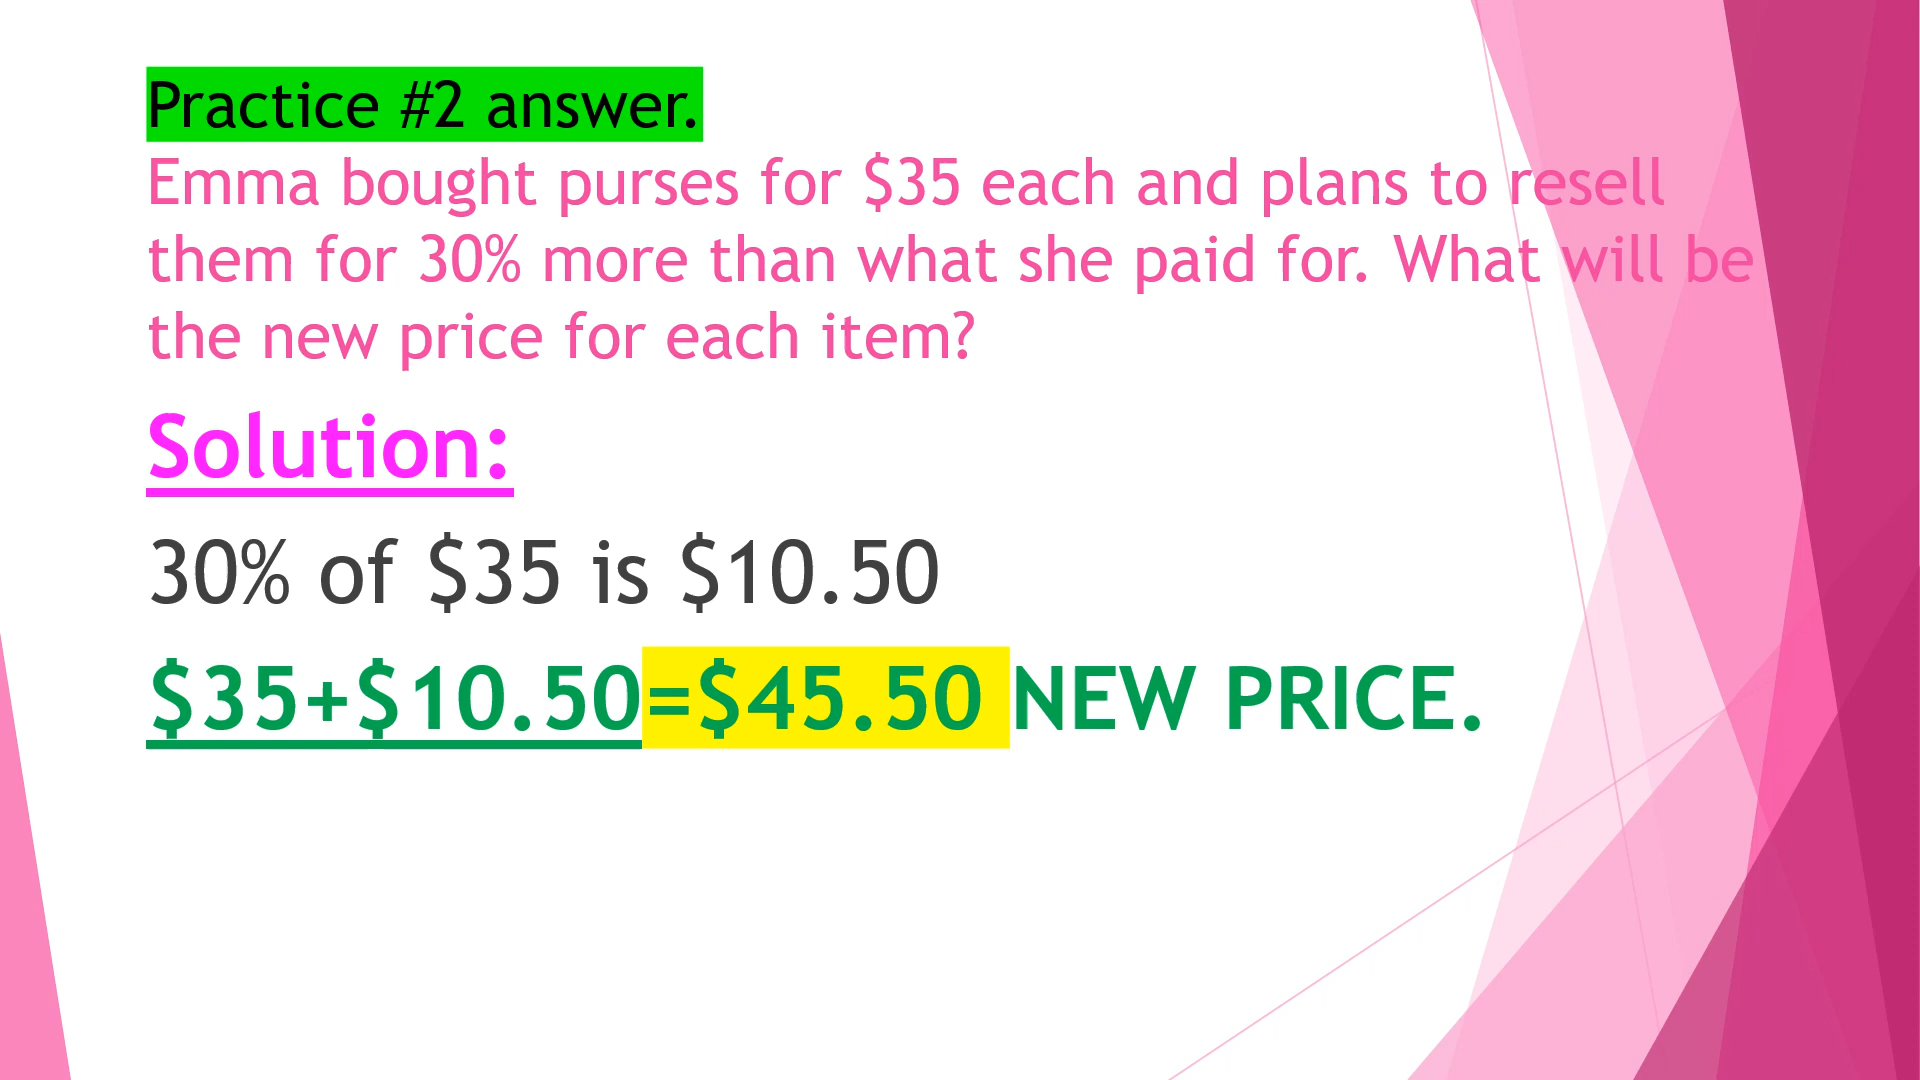 Practice #2 answer.
Emma bought purses for $35 each and plans to resell
them for 30% more than what she paid for. What will be
the new price for each item?
Solution:
30% of $35 is $10.50
$35+$10.50=$45.50 NEW PRICE.